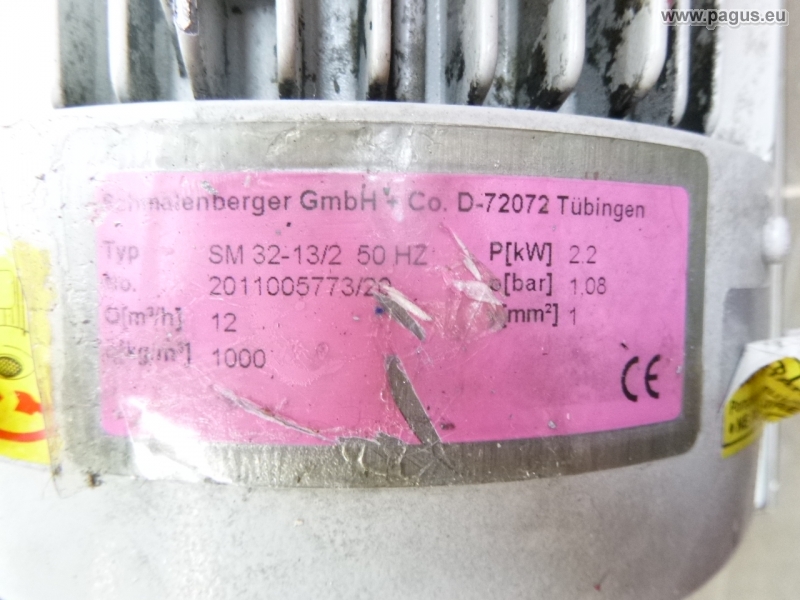 www.pagus.eu
Schmalenberger GmbH + Co. D-72072 Tübingen
Typ SM 32-13/2 50 HZ P[kW] 2.2
No. 2011005773/20 p[bar] 1.08
Q[m³/h] 12 [mm²] 1
[kg/m³] 1000
CE